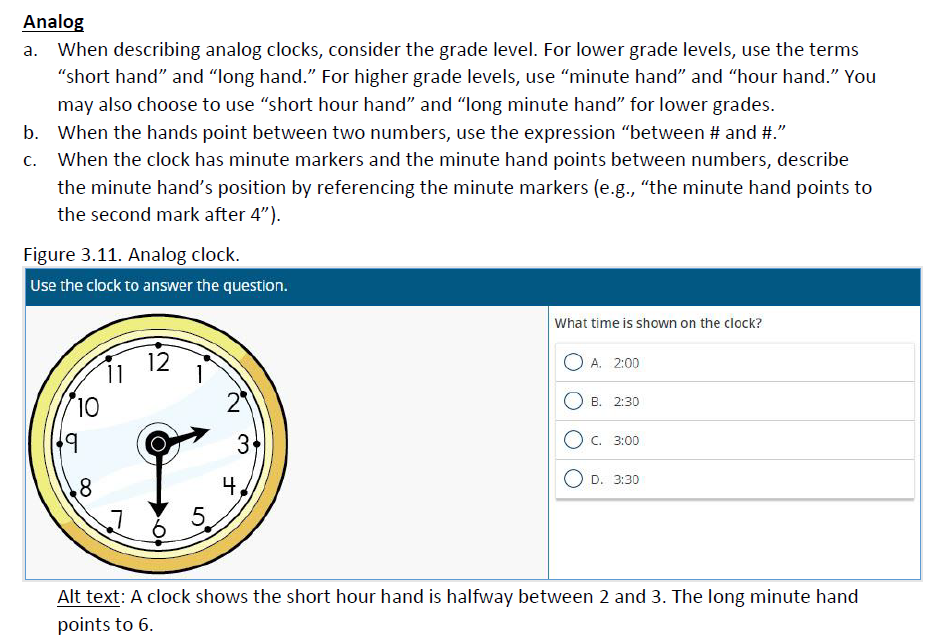 Analog
a. When describing analog clocks, consider the grade level. For lower grade levels, use the terms
“short hand” and “long hand.” For higher grade levels, use “minute hand” and “hour hand.” You
may also choose to use “short hour hand” and “long minute hand” for lower grades.
b. When the hands point between two numbers, use the expression “between # and #.”
c. When the clock has minute markers and the minute hand points between numbers, describe
the minute hand’s position by referencing the minute markers (e.g., “the minute hand points to
the second mark after 4”).
Figure 3.11. Analog clock.
Use the clock to answer the question.
12
1
2
3
4
5
6
7
8
9
10
11
What time is shown on the clock?
A. 2:00
B. 2:30
C. 3:00
D. 3:30
Alt text: A clock shows the short hour hand is halfway between 2 and 3. The long minute hand
points to 6.